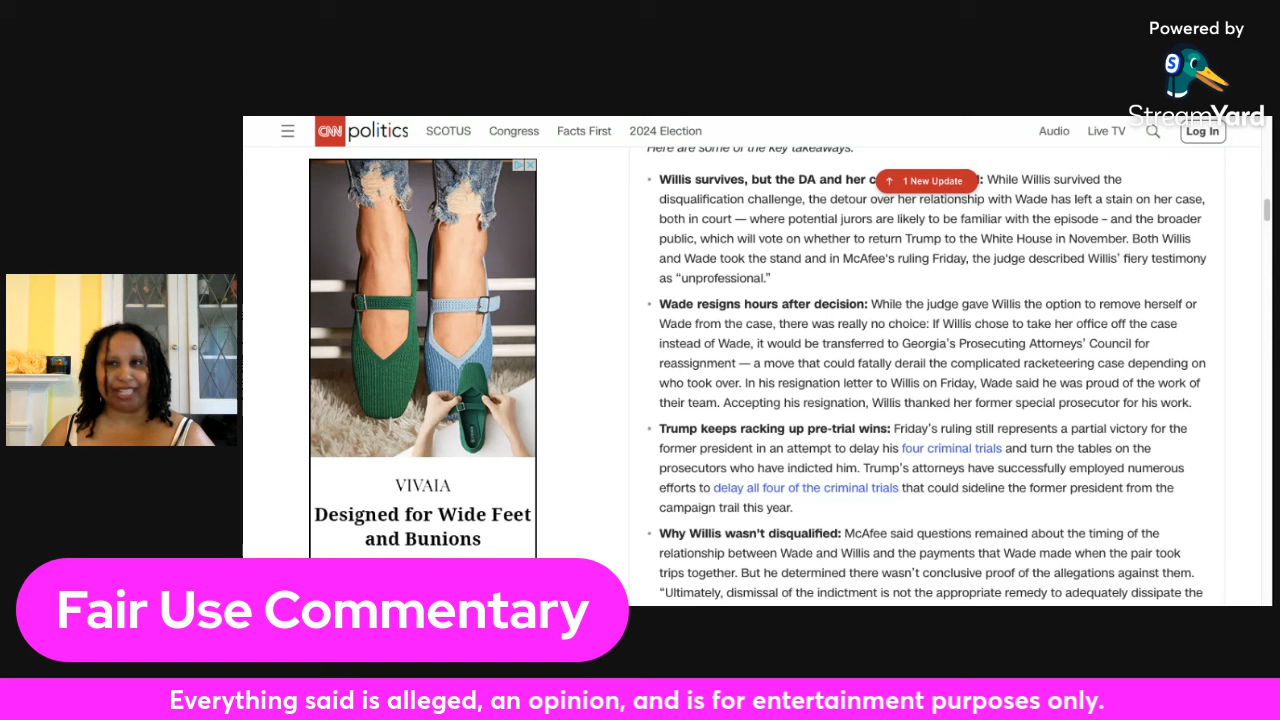 Powered by
StreamYard
CNN politics SCOTUS Congress Facts First 2024 Election Audio Live TV Log In
Here are some of the key takeaways.
Willis survives, but the DA and her c
1 New Update
: While Willis survived the
disqualification challenge, the detour over her relationship with Wade has left a stain on her case,
both in court — where potential jurors are likely to be familiar with the episode – and the broader
public, which will vote on whether to return Trump to the White House in November. Both Willis
and Wade took the stand and in McAfee's ruling Friday, the judge described Willis' fiery testimony
as “unprofessional.”
Wade resigns hours after decision: While the judge gave Willis the option to remove herself or
Wade from the case, there was really no choice: If Willis chose to take her office off the case
instead of Wade, it would be transferred to Georgia's Prosecuting Attorneys' Council for
reassignment — a move that could fatally derail the complicated racketeering case depending on
who took over. In his resignation letter to Willis on Friday, Wade said he was proud of the work of
their team. Accepting his resignation, Willis thanked her former special prosecutor for his work.
Trump keeps racking up pre-trial wins: Friday's ruling still represents a partial victory for the
former president in an attempt to delay his four criminal trials and turn the tables on the
prosecutors who have indicted him. Trump's attorneys have successfully employed numerous
efforts to delay all four of the criminal trials that could sideline the former president from the
campaign trail this year.
Why Willis wasn't disqualified: McAfee said questions remained about the timing of the
relationship between Wade and Willis and the payments that Wade made when the pair took
trips together. But he determined there wasn't conclusive proof of the allegations against them.
“Ultimately, dismissal of the indictment is not the appropriate remedy to adequately dissipate the
VIVAIA
Designed for Wide Feet
and Bunions
Fair Use Commentary
Everything said is alleged, an opinion, and is for entertainment purposes only.